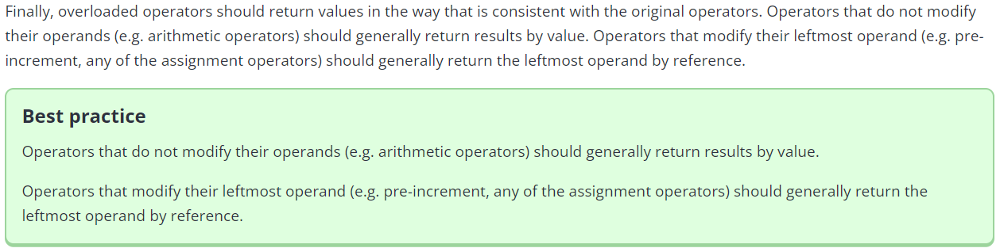 Finally, overloaded operators should return values in the way that is consistent with the original operators. Operators that do not modify
their operands (e.g. arithmetic operators) should generally return results by value. Operators that modify their leftmost operand (e.g. pre-
increment, any of the assignment operators) should generally return the leftmost operand by reference.
Best practice
Operators that do not modify their operands (e.g. arithmetic operators) should generally return results by value.
Operators that modify their leftmost operand (e.g. pre-increment, any of the assignment operators) should generally return the
leftmost operand by reference.